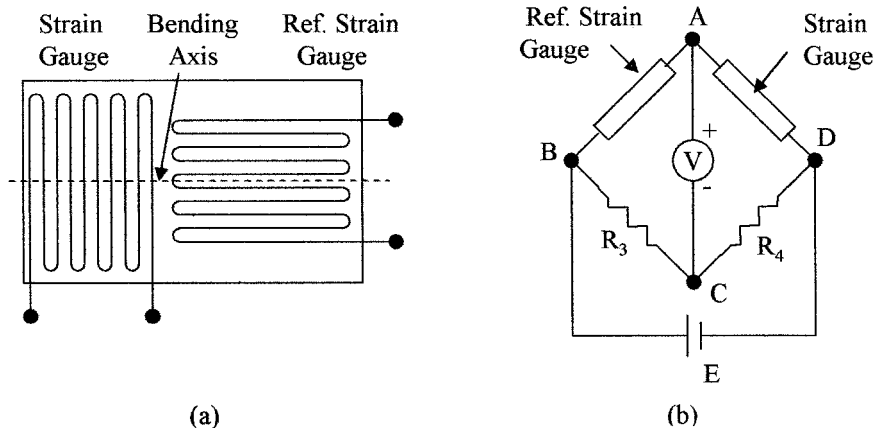 Strain
Gauge
Bending
Axis
Ref. Strain
Gauge
(a)
Ref. Strain
Gauge
A
Strain
Gauge
B
D
+
V
-
R3
R4
C
E
(b)